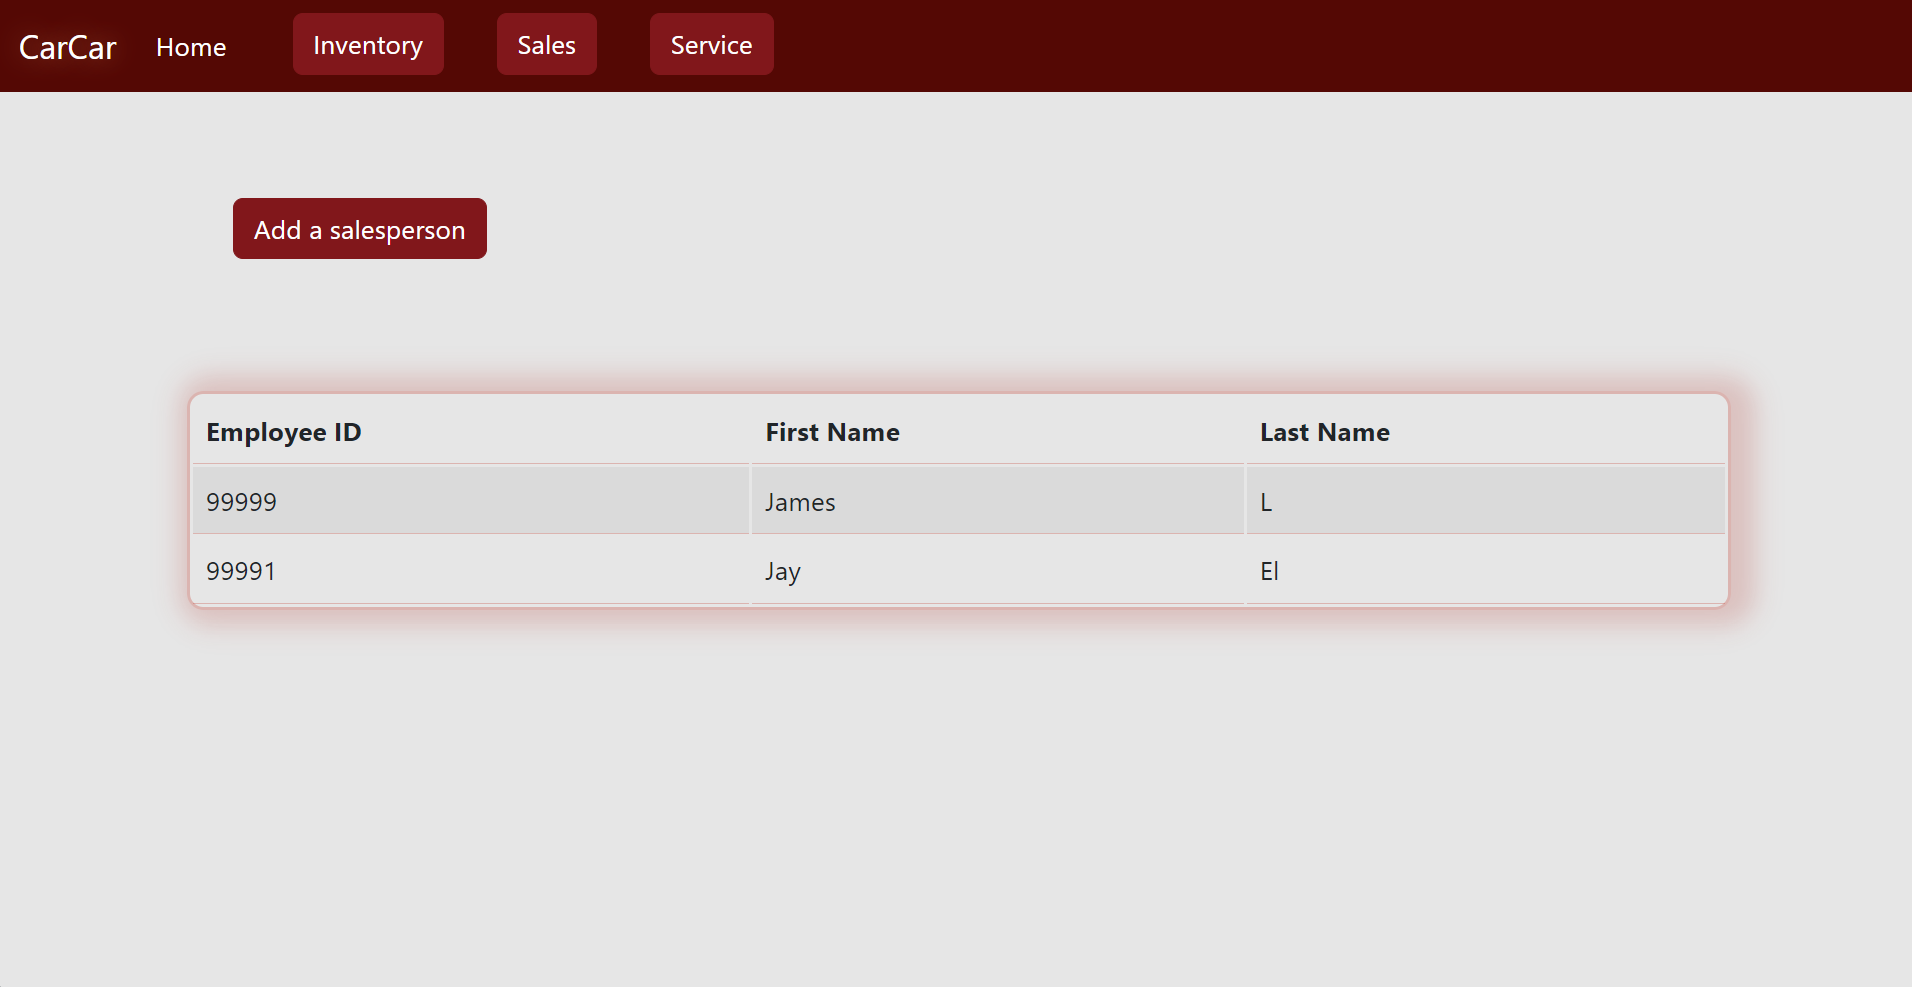 CarCar Home Inventory Sales Service
Add a salesperson
Employee ID First Name Last Name
99999 James L
99991 Jay El